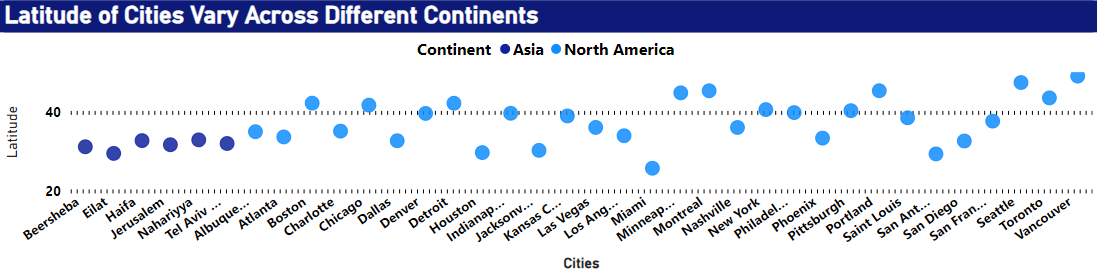 Latitude of Cities Vary Across Different Continents
Continent Asia North America
Latitude
40
20
Beersheba
Eilat
Haifa
Jerusalem
Nahariyya
Tel Aviv ...
Albuque...
Atlanta
Boston
Charlotte
Chicago
Dallas
Denver
Detroit
Houston
Indianap...
Jacksonv...
Kansas C...
Las Vegas
Los Ang...
Miami
Minneap...
Montreal
Nashville
New York
Philadel...
Phoenix
Pittsburgh
Portland
Saint Louis
San Ant...
San Diego
San Fran...
Seattle
Toronto
Vancouver
Cities